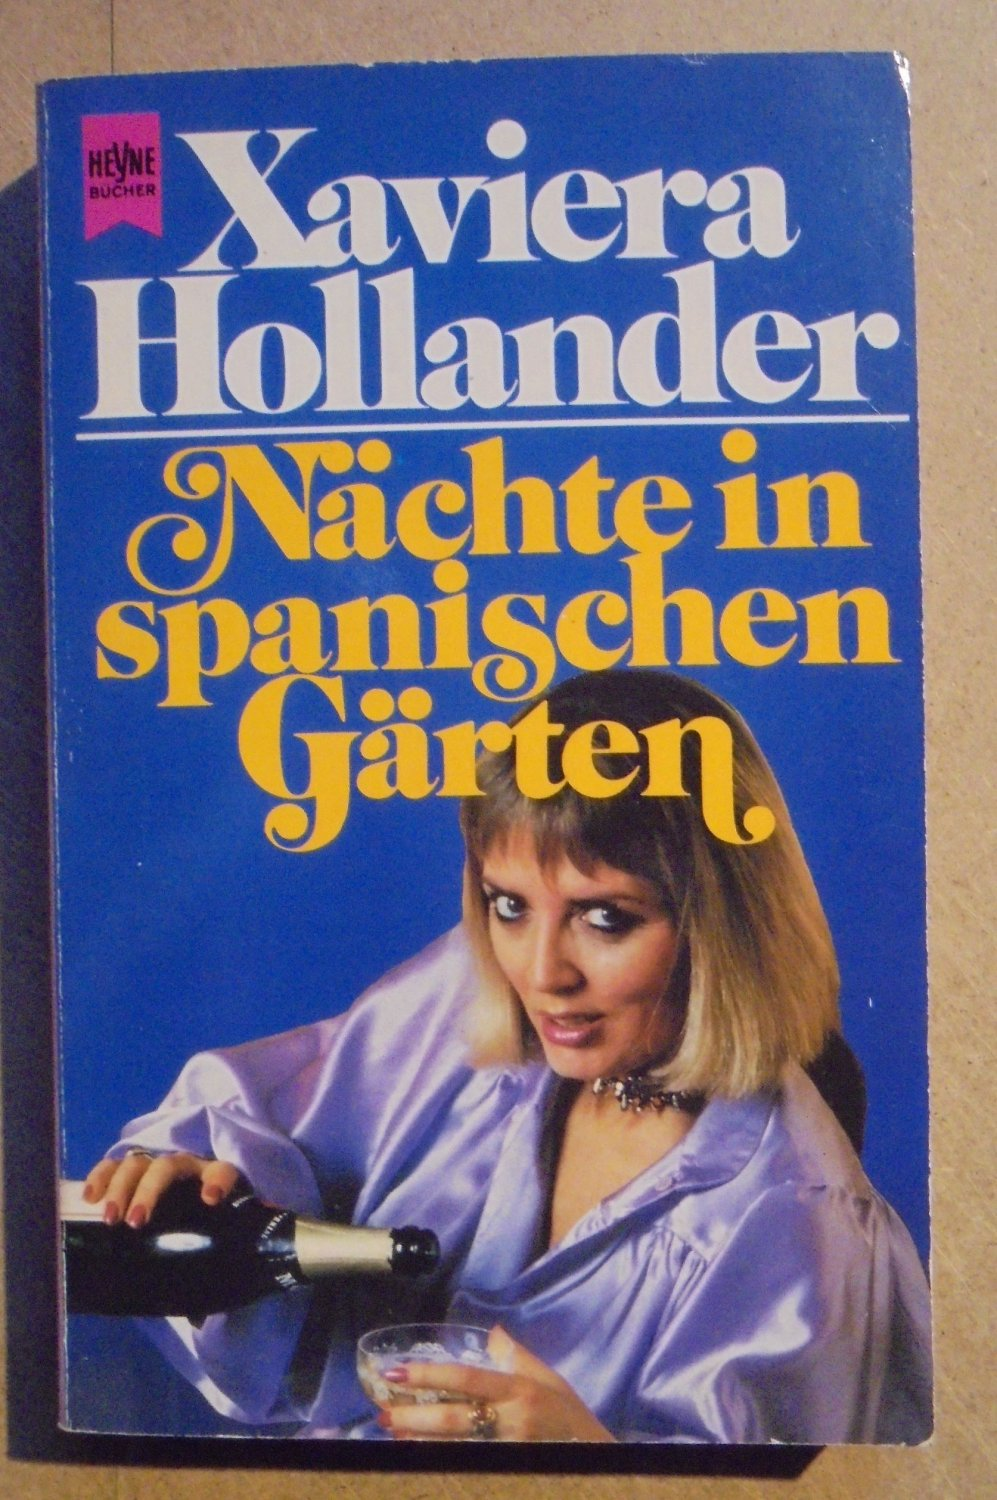 HEYNE
BÜCHER
Xaviera
Hollander
Nächte in
spanischen
Gärten